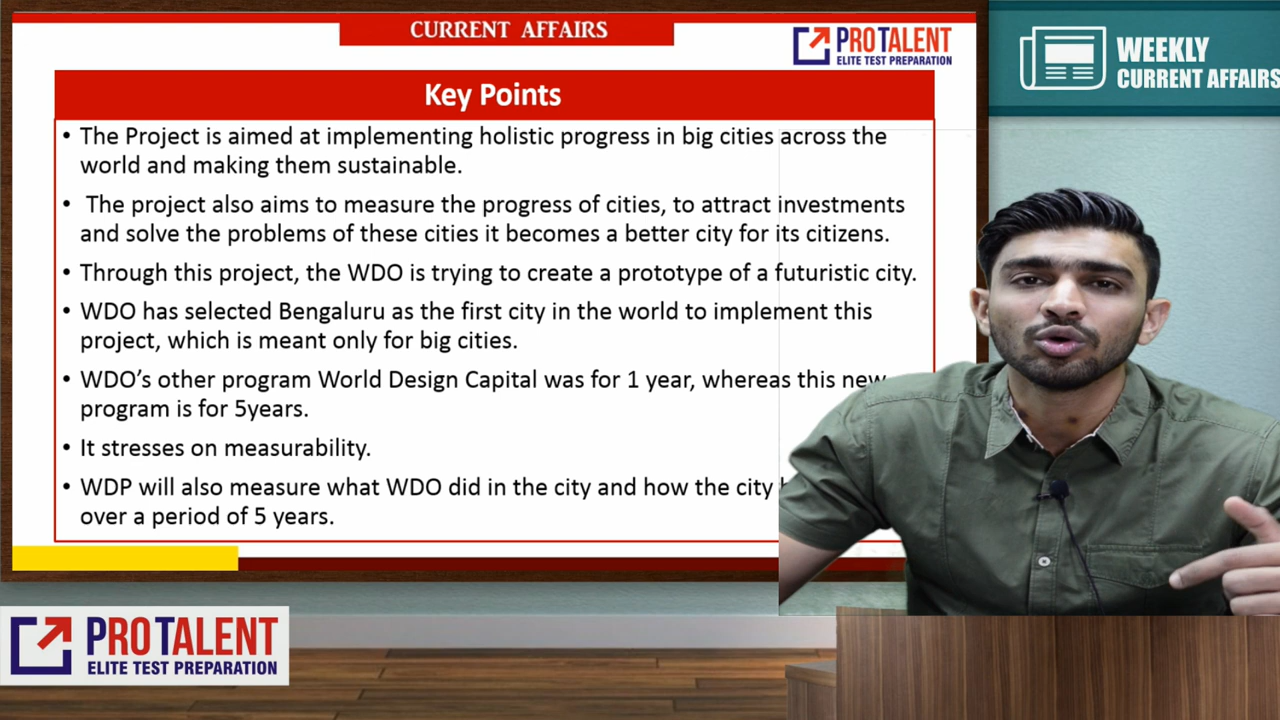 CURRENT AFFAIRS
PROTALENT
ELITE TEST PREPARATION
WEEKLY
CURRENT AFFAIRS
Key Points
• The Project is aimed at implementing holistic progress in big cities across the
world and making them sustainable.
• The project also aims to measure the progress of cities, to attract investments
and solve the problems of these cities it becomes a better city for its citizens.
• Through this project, the WDO is trying to create a prototype of a futuristic city.
• WDO has selected Bengaluru as the first city in the world to implement this
project, which is meant only for big cities.
• WDO’s other program World Design Capital was for 1 year, whereas this new
program is for 5years.
• It stresses on measurability.
• WDP will also measure what WDO did in the city and how the city
over a period of 5 years.
PROTALENT
ELITE TEST PREPARATION